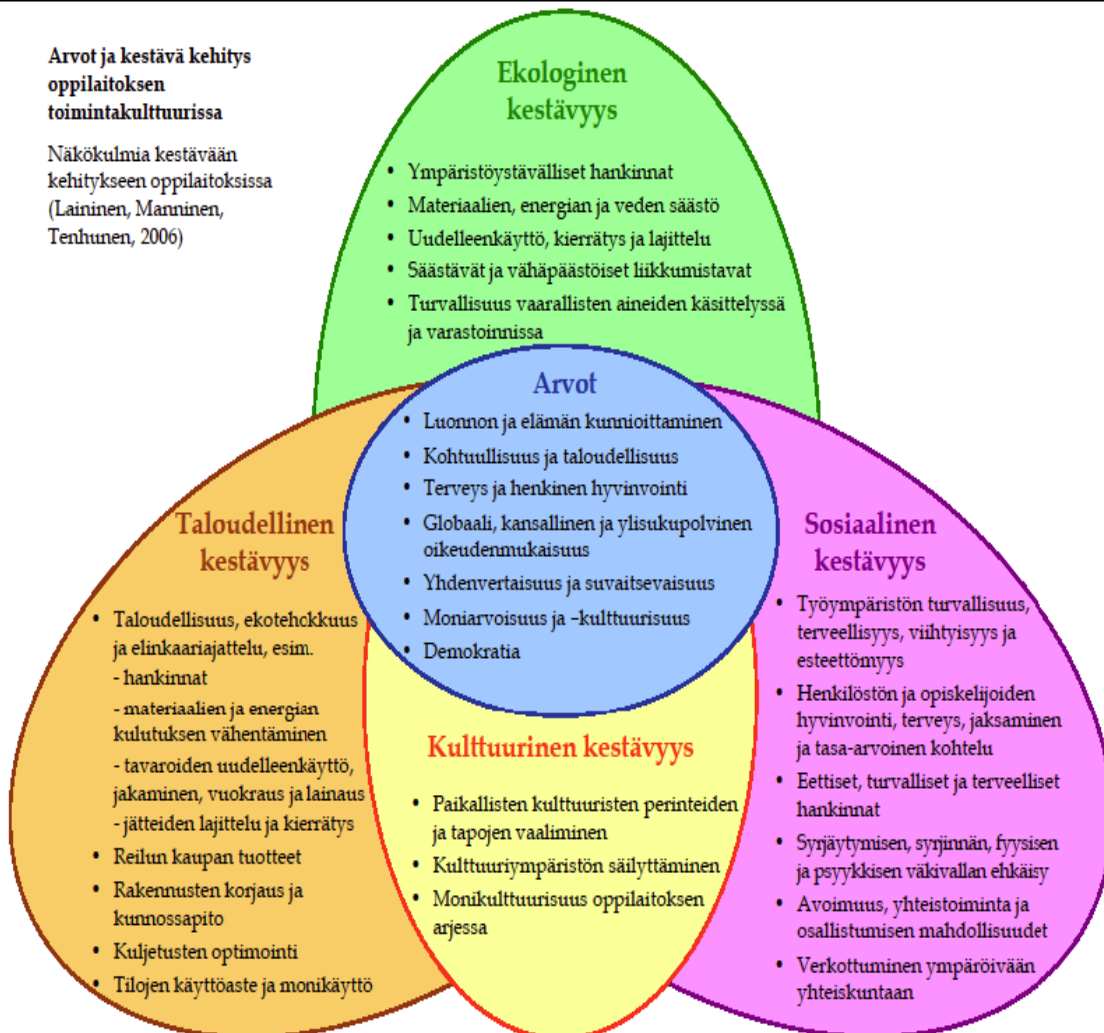 Arvot ja kestävä kehitys
oppilaitoksen
toimintakulttuurissa
Näkökulmia kestävään
kehitykseen oppilaitoksissa
(Laininen, Manninen,
Tenhunen, 2006)
Ekologinen
kestävyys
• Ympäristöystävälliset hankinnat
• Materiaalien, energian ja veden säästö
• Uudelleenkäyttö, kierrätys ja lajittelu
• Säästävät ja vähäpäästöiset liikkumistavat
• Turvallisuus vaarallisten aineiden käsittelyssä
ja varastoinnissa
Arvot
• Luonnon ja elämän kunnioittaminen
• Kohtuullisuus ja taloudellisuus
• Terveys ja henkinen hyvinvointi
• Globaali, kansallinen ja ylisukupolvinen
oikeudenmukaisuus
• Yhdenvertaisuus ja suvaitsevaisuus
• Moniarvoisuus ja –kulttuurisuus
• Demokratia
Taloudellinen
kestävyys
• Taloudellisuus, ekotehokkuus
ja elinkaariajattelu, esim.
- hankinnat
- materiaalien ja energian
kulutuksen vähentäminen
- tavaroiden uudelleenkäyttö,
jakaminen, vuokraus ja lainaus
- jätteiden lajittelu ja kierrätys
• Reilun kaupan tuotteet
• Rakennusten korjaus ja
kunnossapito
• Kuljetusten optimointi
• Tilojen käyttöaste ja monikäyttö
Kulttuurinen kestävyys
• Paikallisten kulttuuristen perinteiden
ja tapojen vaaliminen
• Kulttuuriympäristön säilyttäminen
• Monikulttuurisuus oppilaitoksen
arjessa
Sosiaalinen
kestävyys
• Työympäristön turvallisuus,
terveellisyys, viihtyisyys ja
esteettömyys
• Henkilöstön ja opiskelijoiden
hyvinvointi, terveys, jaksaminen
ja tasa-arvoinen kohtelu
• Eettiset, turvalliset ja terveelliset
hankinnat
• Syrjäytymisen, syrjinnän, fyysisen
ja psyykkisen väkivallan ehkäisy
• Avoimuus, yhteistoiminta ja
osallistumisen mahdollisuudet
• Verkottuminen ympäröivään
yhteiskuntaan